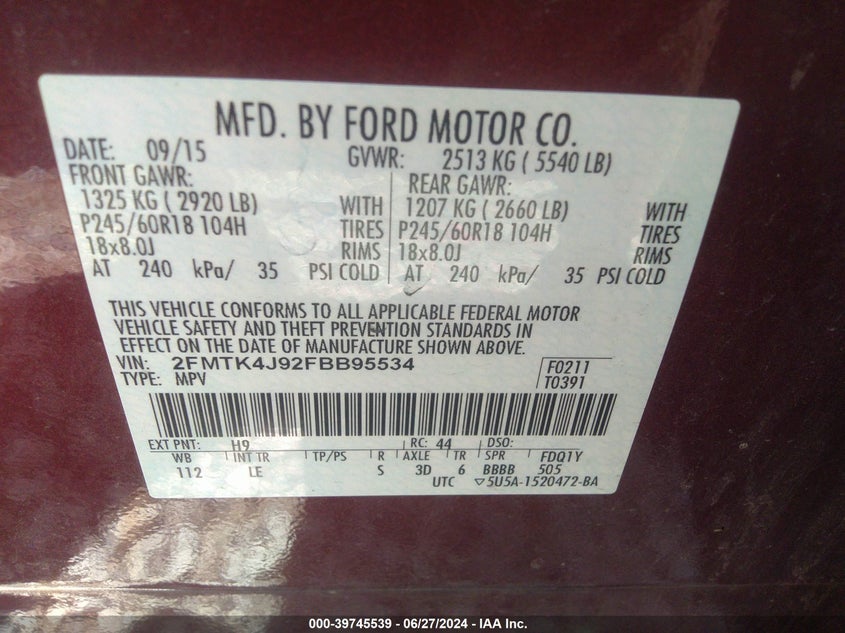 MFD. BY FORD MOTOR CO.
DATE: 09/15 GVWR: 2513 KG ( 5540 LB)
FRONT GAWR: REAR GAWR:
1325 KG ( 2920 LB) WITH 1207 KG ( 2660 LB) WITH
P245/60R18 104H TIRES P245/60R18 104H TIRES
18x8.0J RIMS 18x8.0J RIMS
AT 240 kPa/ 35 PSI COLD AT 240 kPa/ 35 PSI COLD
THIS VEHICLE CONFORMS TO ALL APPLICABLE FEDERAL MOTOR
VEHICLE SAFETY AND THEFT PREVENTION STANDARDS IN
EFFECT ON THE DATE OF MANUFACTURE SHOWN ABOVE.
VIN: 2FMTK4J92FBB95534 F0211
TYPE: MPV T0391
EXT PNT: H9 RC: 44 DSO:
WB INT TR TP/PS R AXLE TR SPR FDQ1Y
112 LE S 3D 6 BBBB 505
UTC ▽5U5A-1520472-BA
000-39745539 - 06/27/2024 - IAA Inc.